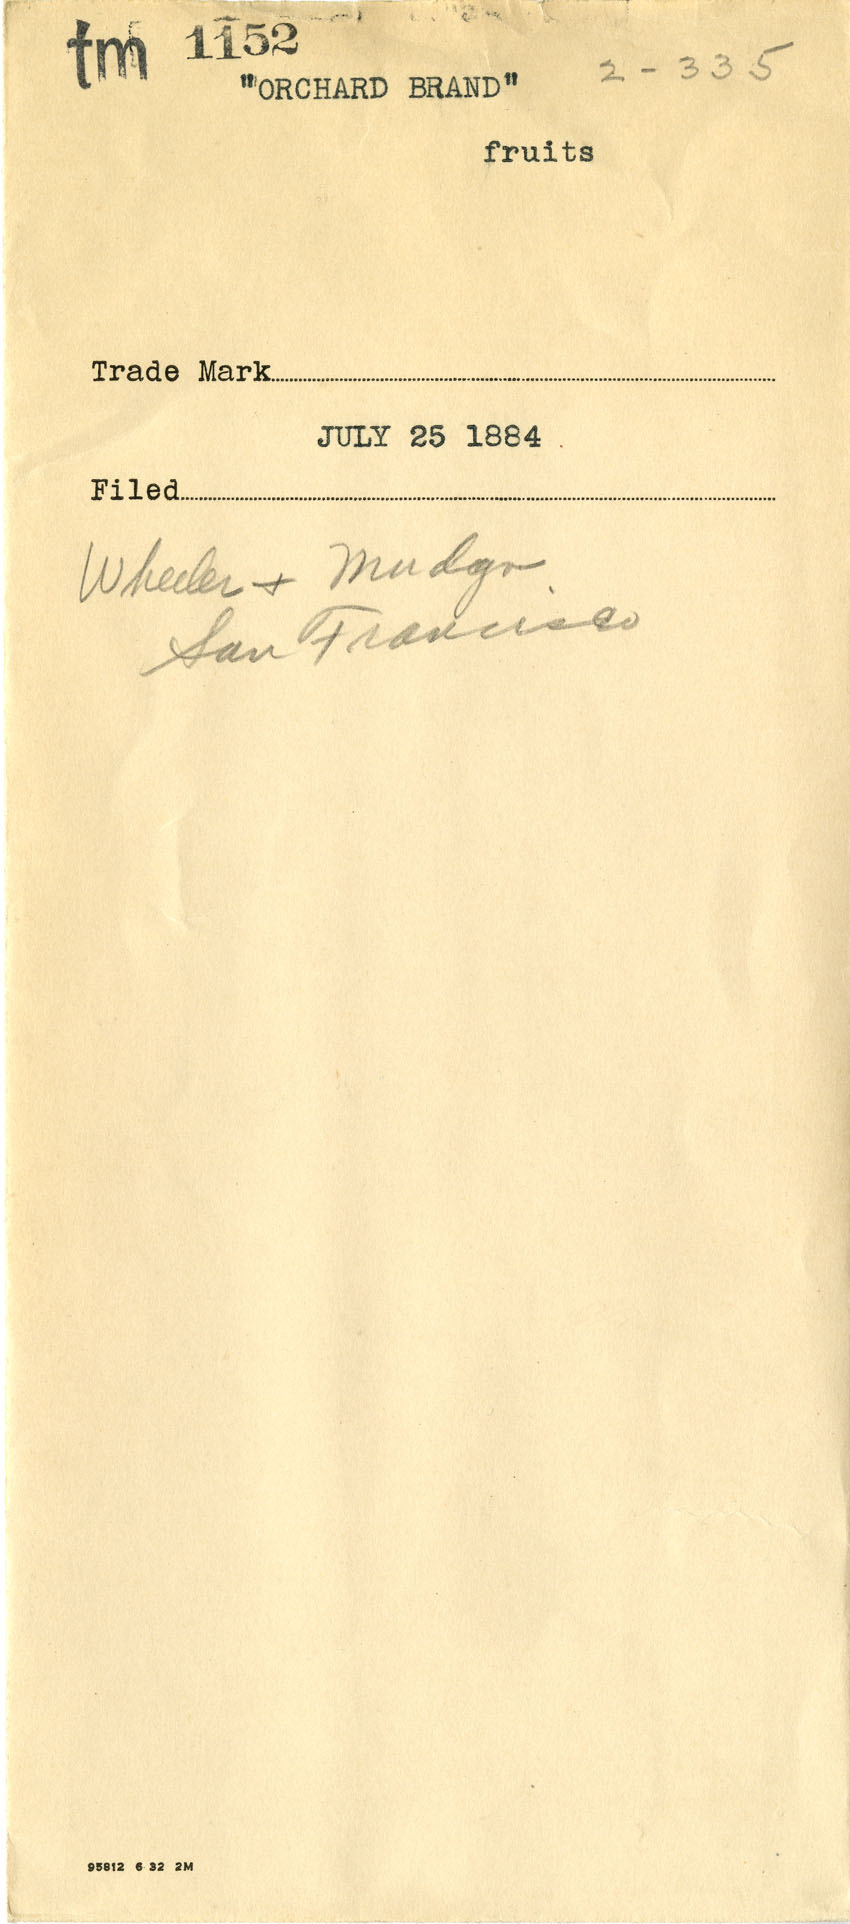 tm 1152
2-335
"ORCHARD BRAND"
fruits
Trade Mark
JULY 25 1884
Filed
Wheeler +
San Francisco
95812 6 32 2M